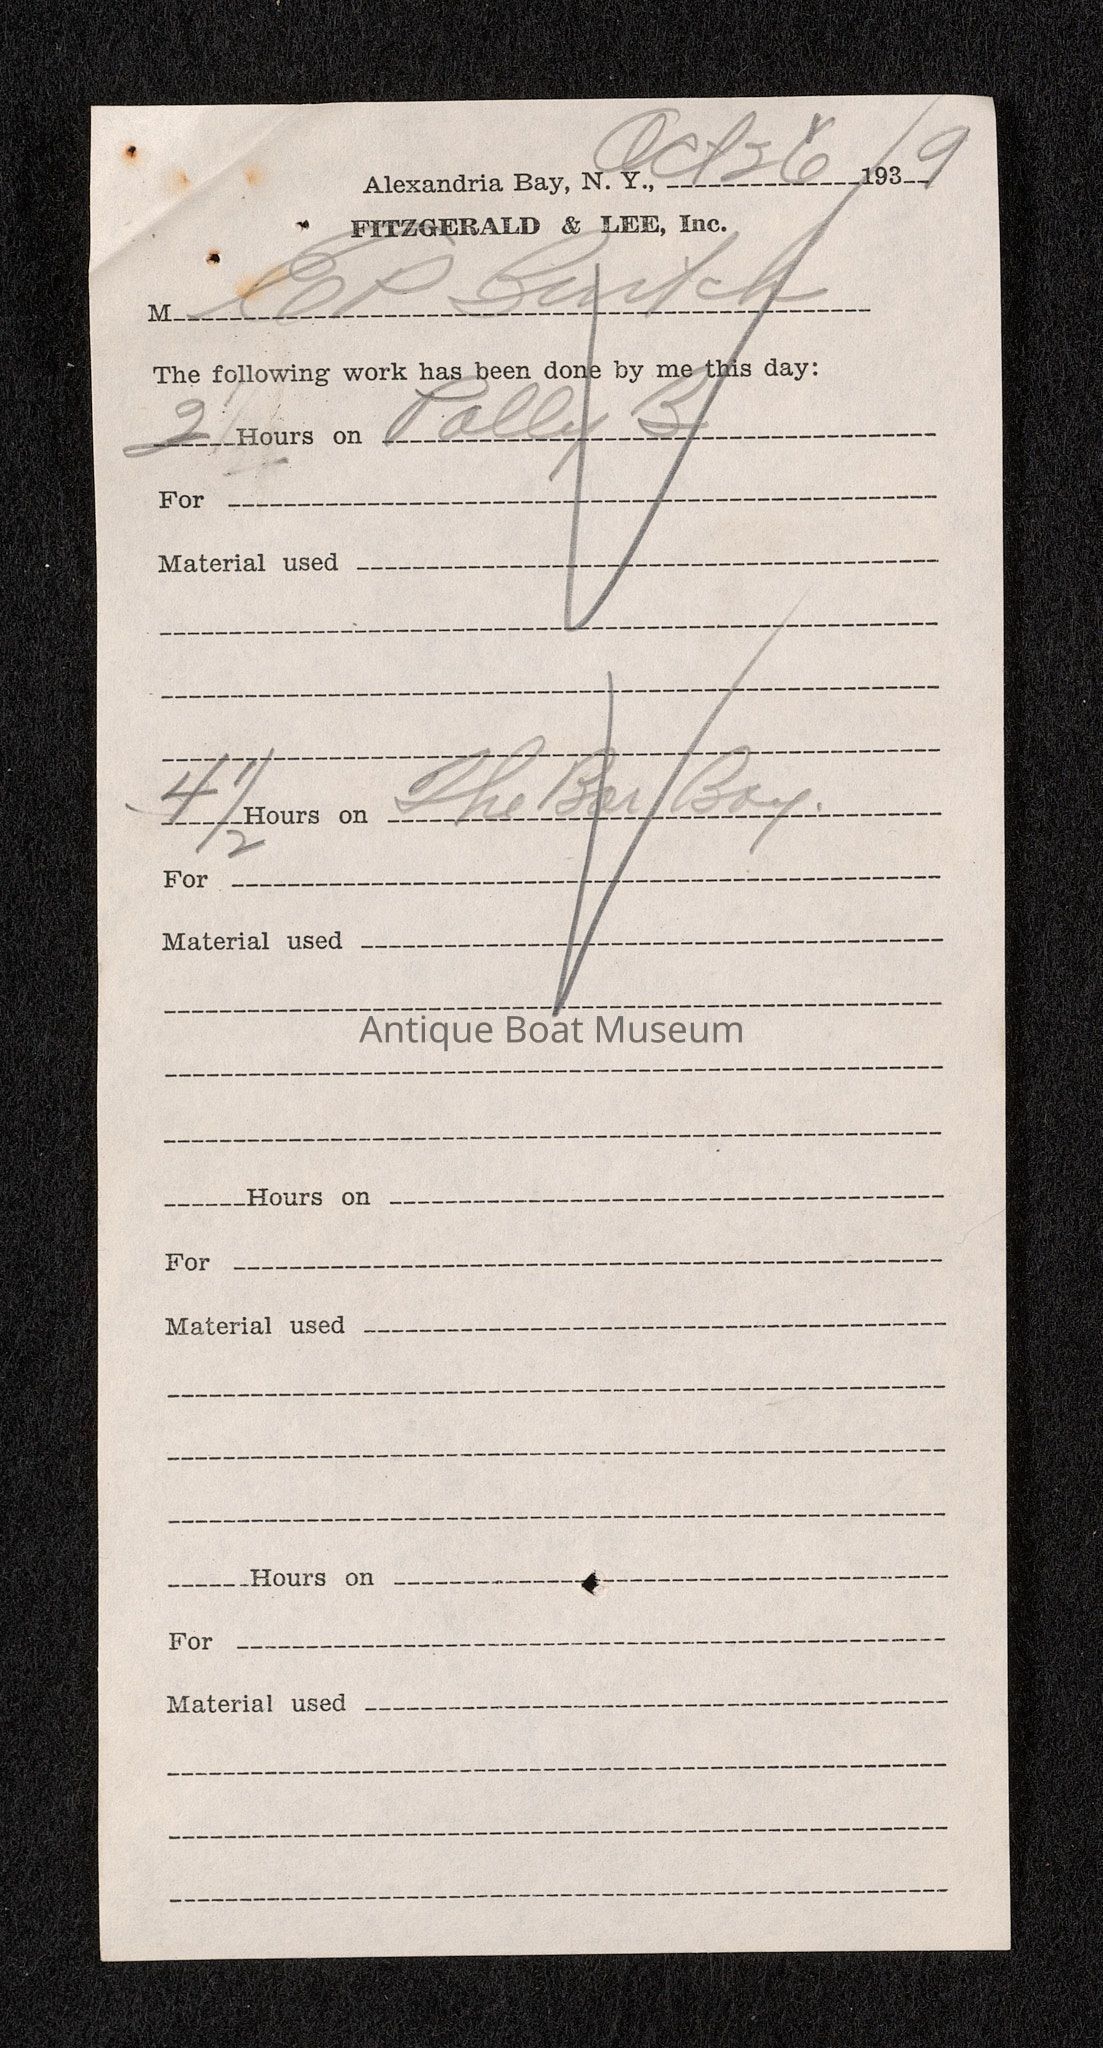 Alexandria Bay, N. Y., Oct 26 1939
FITZGERALD & LEE, Inc.
M E P
The following work has been done by me this day:
2 Hours on Polly B
For
Material used
4 1/2 Hours on The Bar Boy.
For
Material used
Antique Boat Museum
Hours on
For
Material used
Hours on
For
Material used